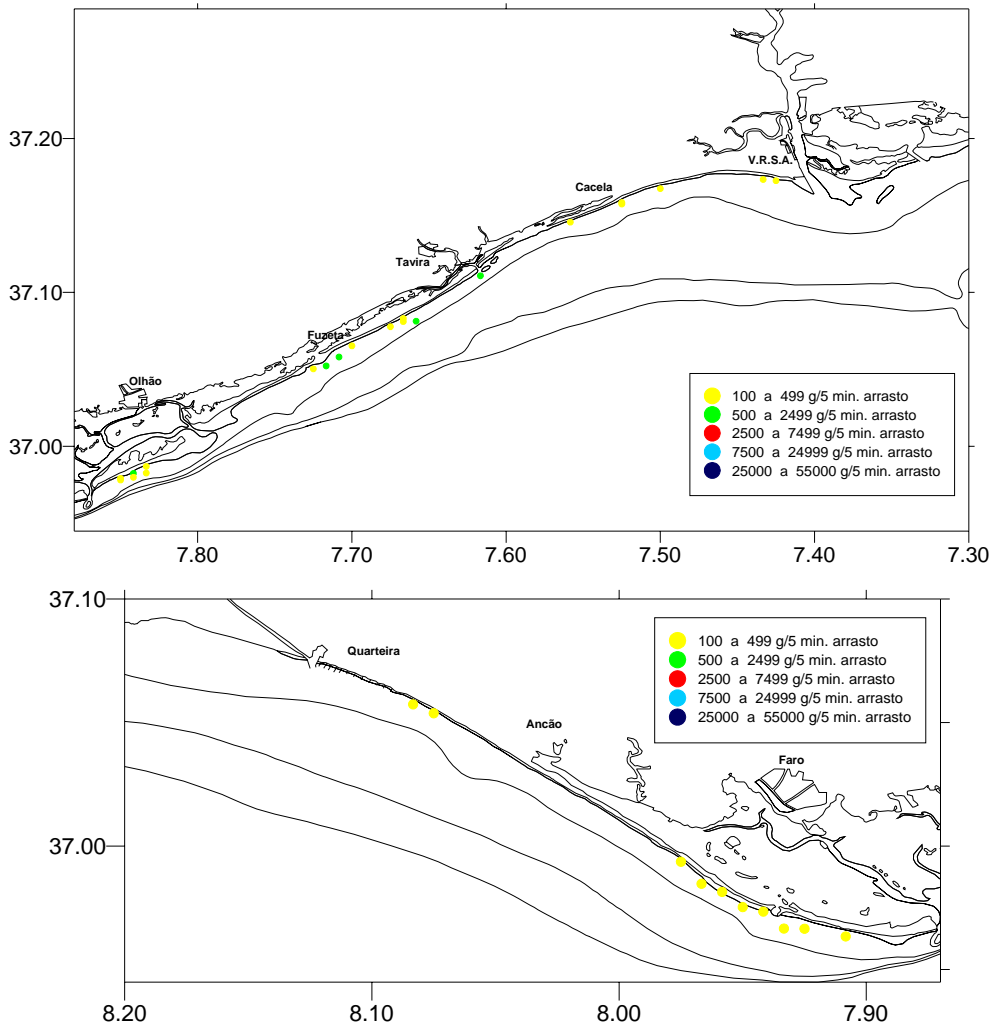 37.20
37.10
37.00
V.R.S.A.
Cacela
Tavira
Fuzeta
Olhão
100 a 499 g/5 min. arrasto
500 a 2499 g/5 min. arrasto
2500 a 7499 g/5 min. arrasto
7500 a 24999 g/5 min. arrasto
25000 a 55000 g/5 min. arrasto
7.80 7.70 7.60 7.50 7.40 7.30
37.10
37.00
Quarteira
Ancão
Faro
100 a 499 g/5 min. arrasto
500 a 2499 g/5 min. arrasto
2500 a 7499 g/5 min. arrasto
7500 a 24999 g/5 min. arrasto
25000 a 55000 g/5 min. arrasto
8.20 8.10 8.00 7.90